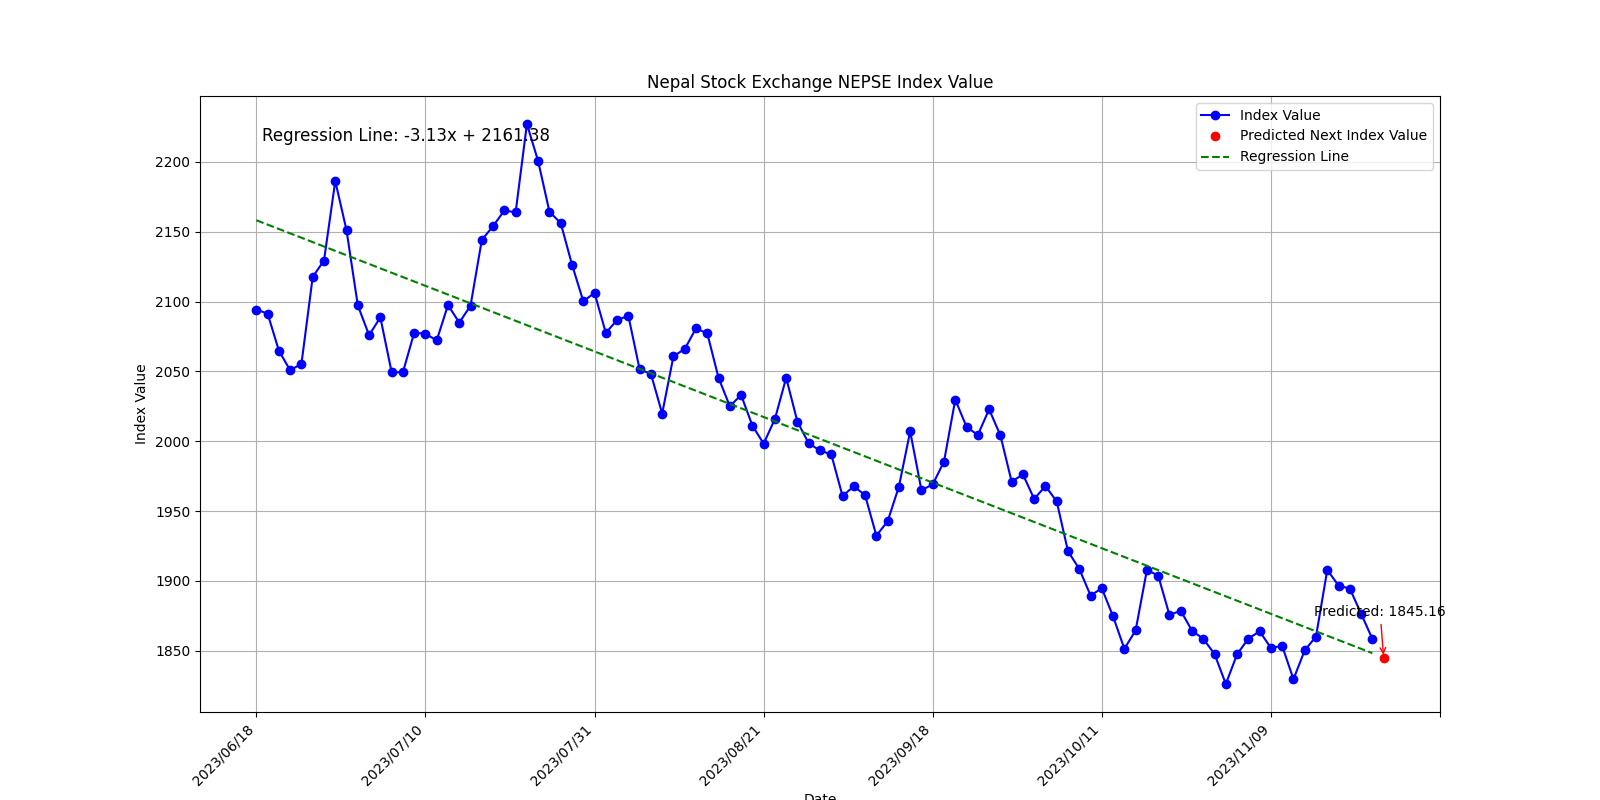 Nepal Stock Exchange NEPSE Index Value
Regression Line: -3.13x + 2161.38
Index Value
Predicted Next Index Value
Regression Line
2200
2150
2100
2050
2000
1950
1900
1850
Index Value
Predicted: 1845.16
2023/06/18
2023/07/10
2023/07/31
2023/08/21
2023/09/18
2023/10/11
2023/11/09
Date